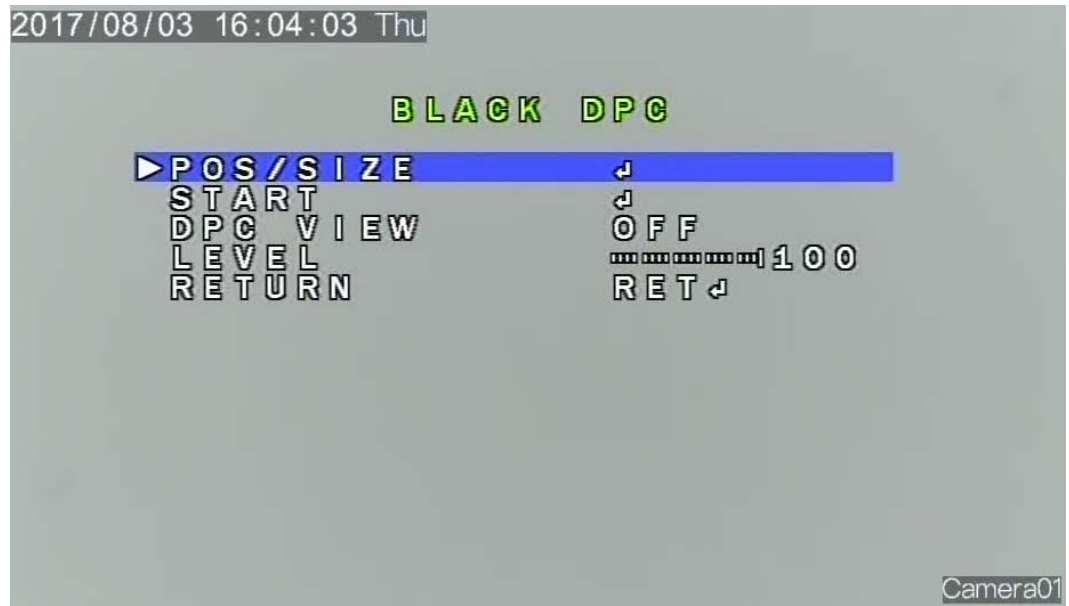 2017/08/03 16:04:03 Thu
BLACK DPC
POS/SIZE ↲
START ↲
DPC VIEW OFF
LEVEL 100
RETURN RET↲
Camera01